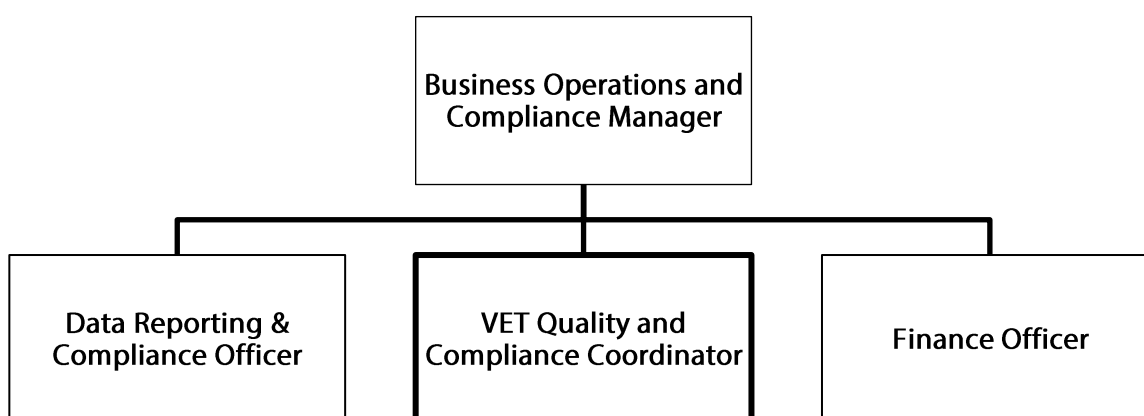 Business Operations and
Compliance Manager
Data Reporting &
Compliance Officer
VET Quality and
Compliance Coordinator
Finance Officer